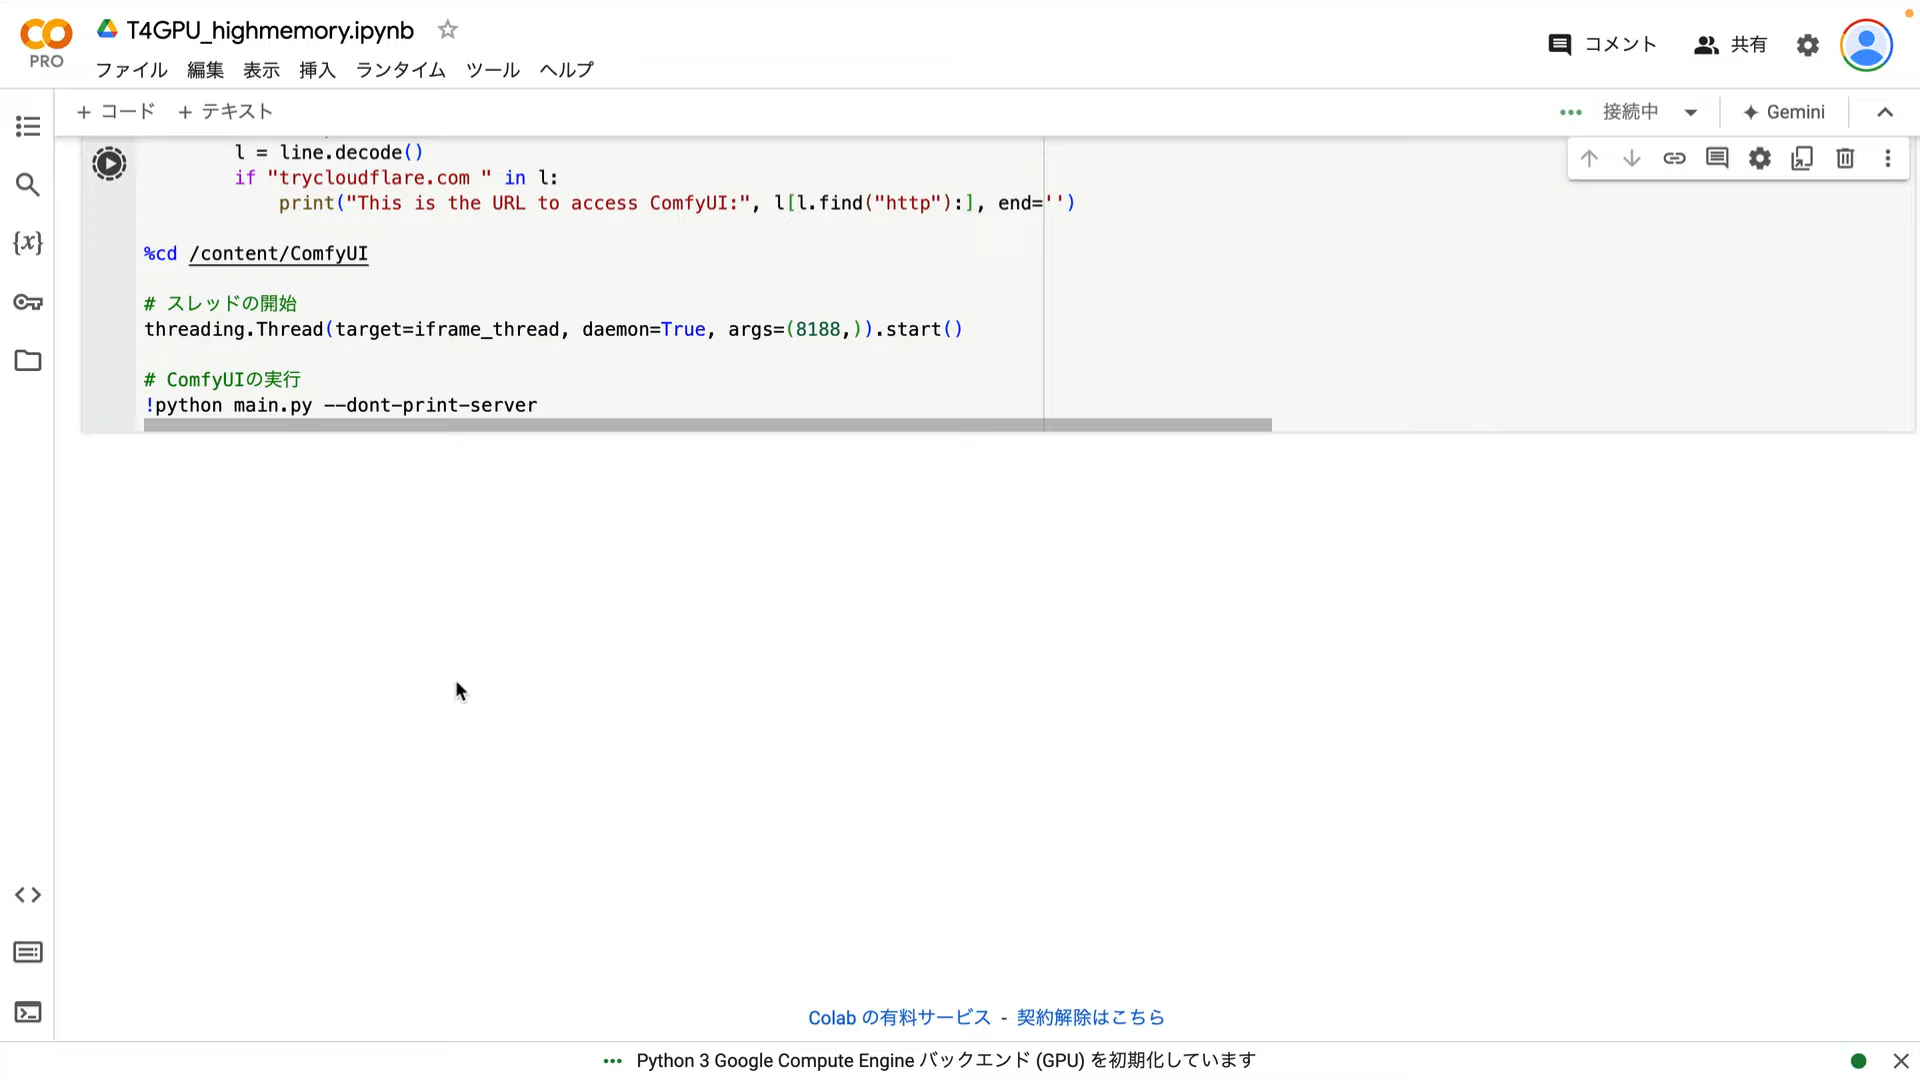 T4GPU_highmemory.ipynb
PRO
ファイル 編集 表示 挿入 ランタイム ツール ヘルプ
コメント 共有
+ コード + テキスト
接続中 Gemini
l = line.decode()
if "trycloudflare.com " in l:
print("This is the URL to access ComfyUI:", l[l.find("http"):], end='')
%cd /content/ComfyUI
# スレッドの開始
threading.Thread(target=iframe_thread, daemon=True, args=(8188,)).start()
# ComfyUIの実行
!python main.py --dont-print-server
Colab の有料サービス - 契約解除はこちら
Python 3 Google Compute Engine バックエンド (GPU) を初期化しています